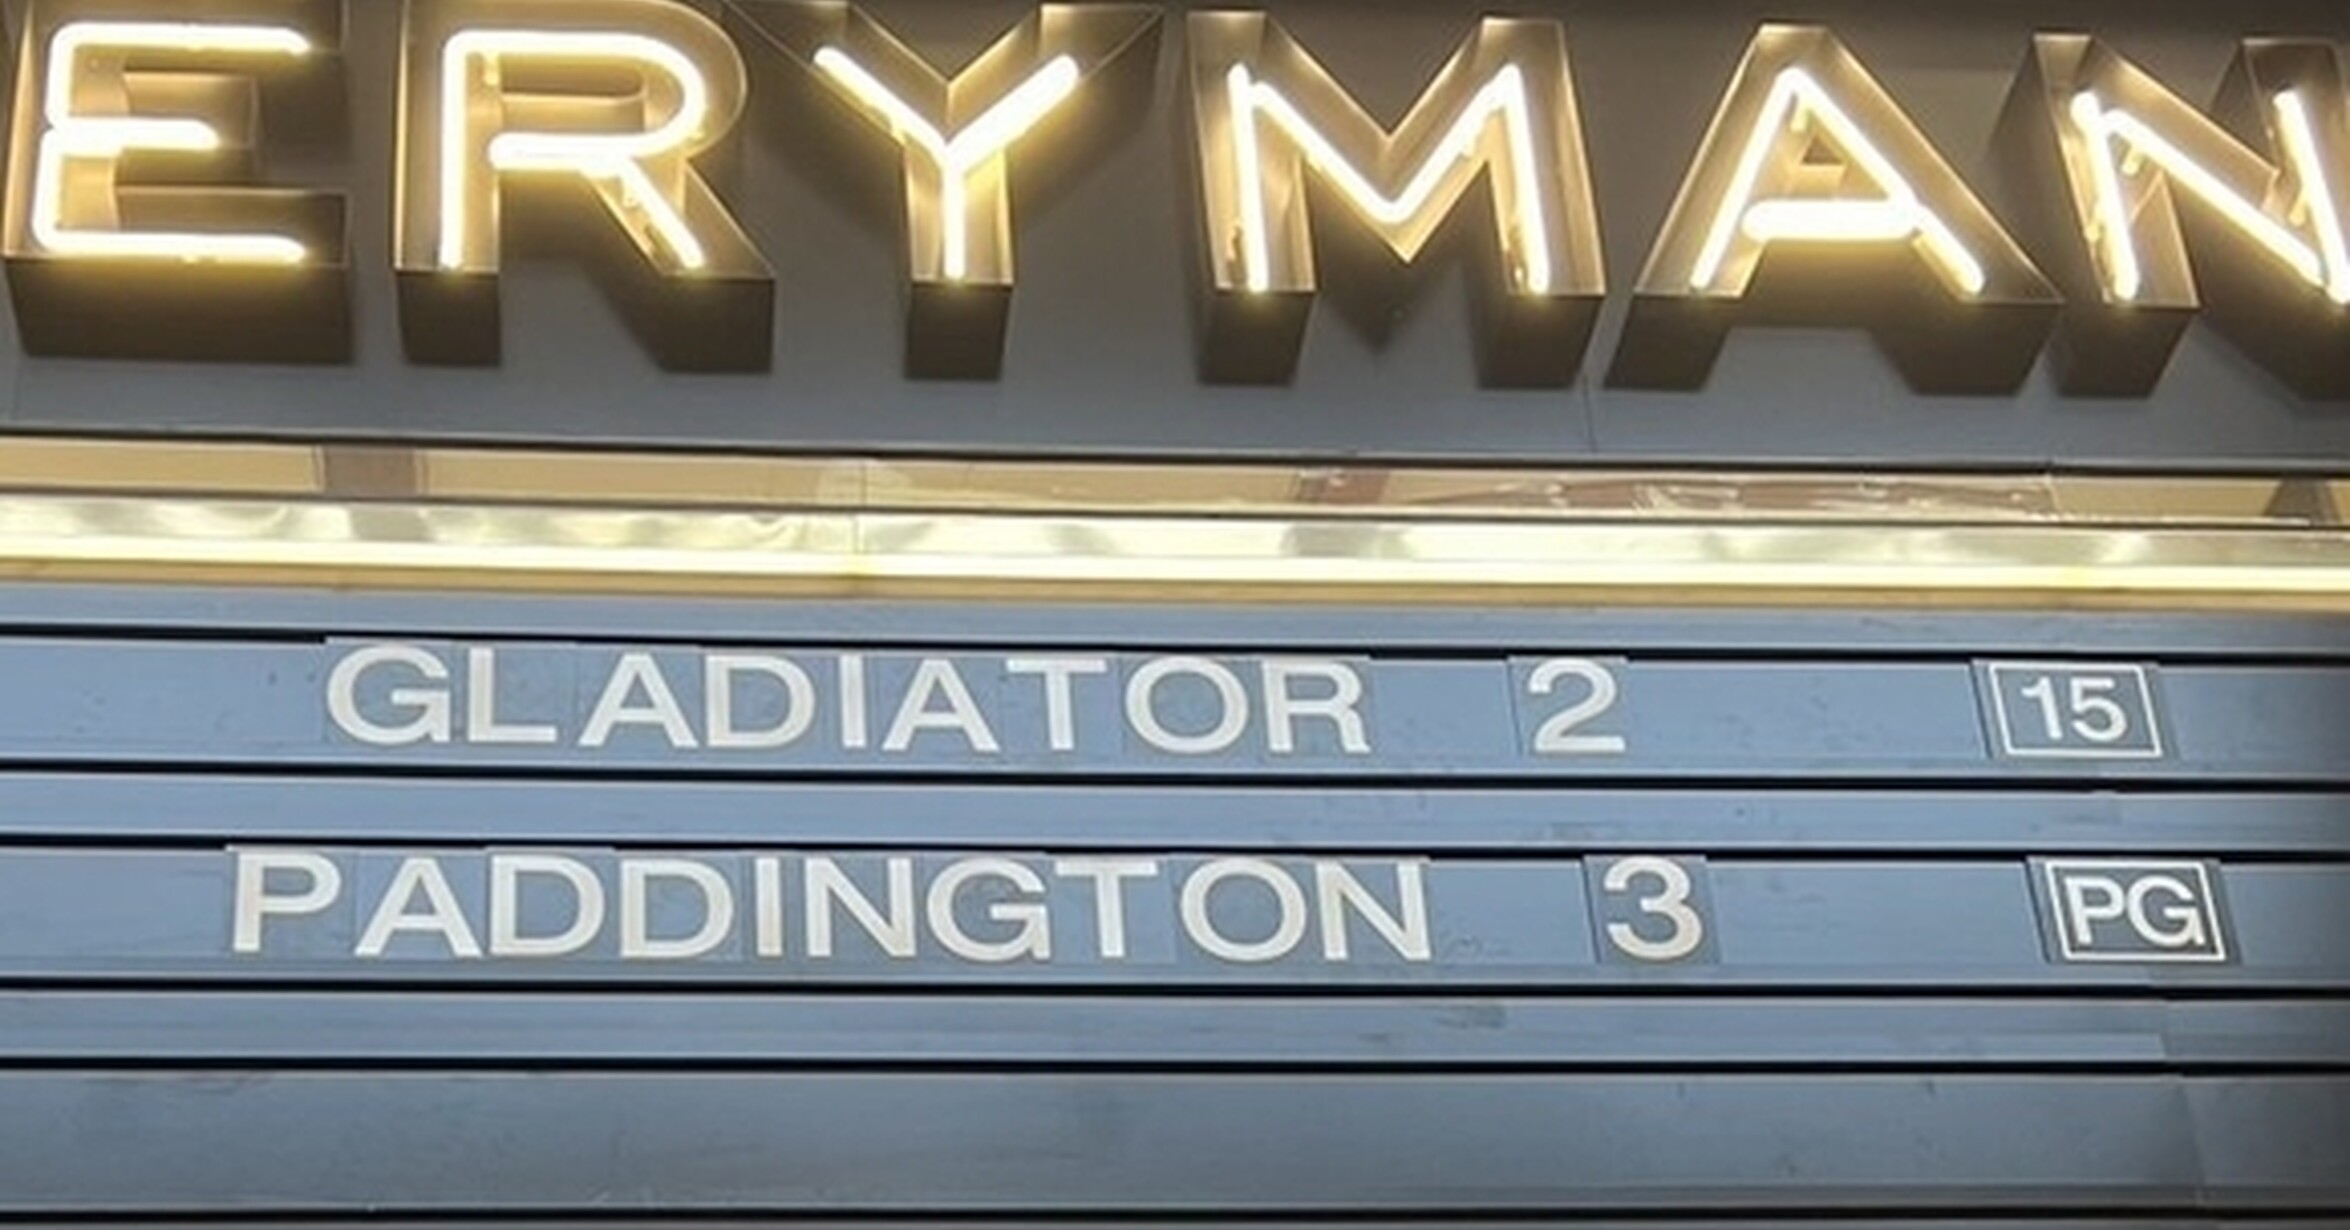 ERYMAN
GLADIATOR 2 15
PADDINGTON 3 PG